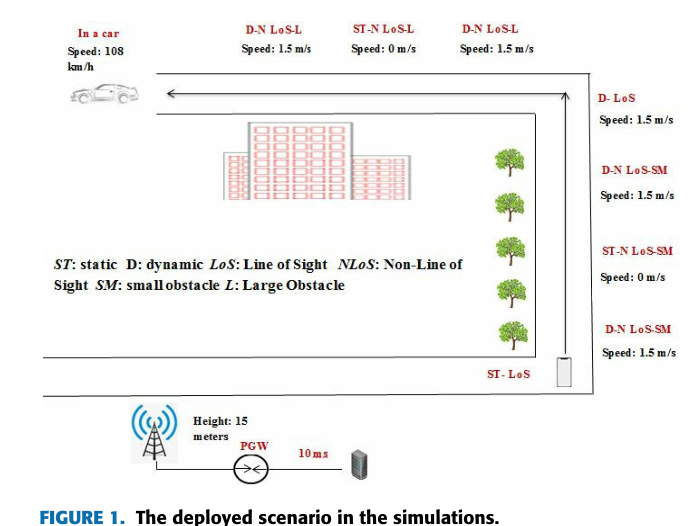 In a car
Speed: 108
km/h
D-N LoS-L
Speed: 1.5 m/s
ST-N LoS-L
Speed: 0 m/s
D-N LoS-L
Speed: 1.5 m/s
D- LoS
Speed: 1.5 m/s
D-N LoS-SM
Speed: 1.5 m/s
ST-N LoS-SM
Speed: 0 m/s
D-N LoS-SM
Speed: 1.5 m/s
ST: static D: dynamic LoS: Line of Sight NLoS: Non-Line of
Sight SM: small obstacle L: Large Obstacle
ST- LoS
Height: 15
meters
PGW
10 ms
FIGURE 1. The deployed scenario in the simulations.